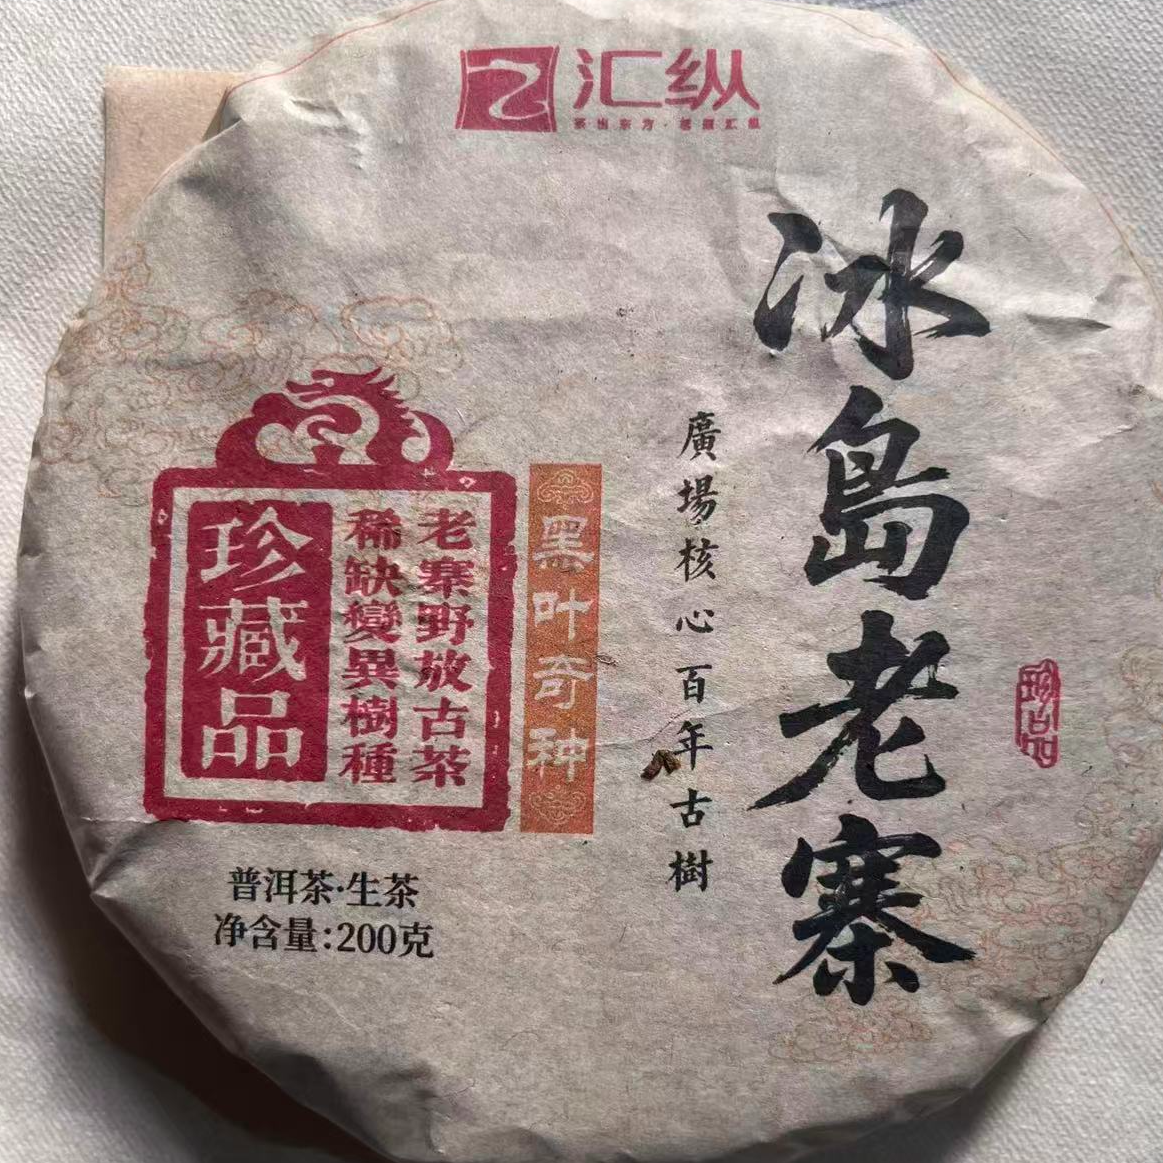 汇纵
冰島老寨
廣場核心百年古樹
珍品
黑叶奇种
老寨野放古茶
稀缺變異樹種
珍藏品
普洱茶·生茶
净含量:200克